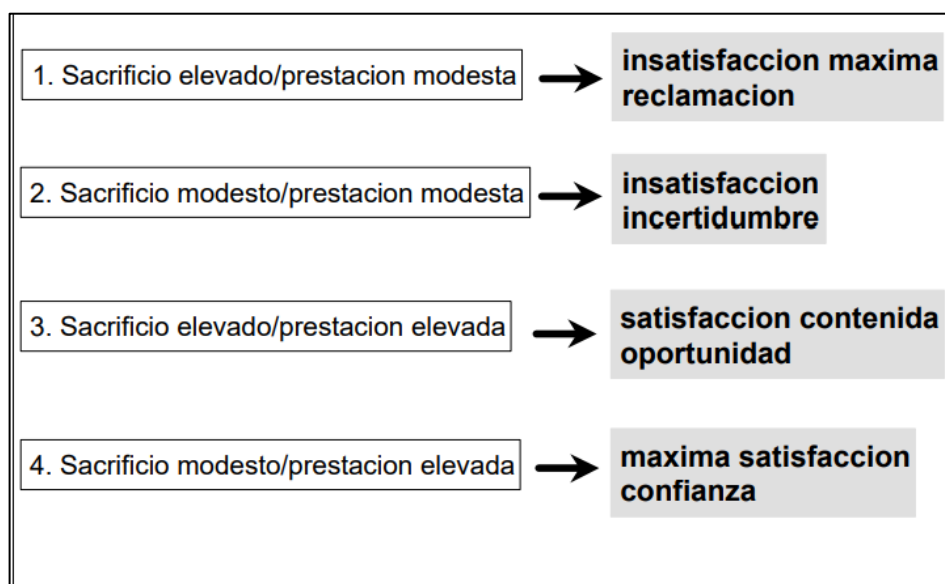 1. Sacrificio elevado/prestacion modesta
insatisfaccion maxima
reclamacion
2. Sacrificio modesto/prestacion modesta
insatisfaccion
incertidumbre
3. Sacrificio elevado/prestacion elevada
satisfaccion contenida
oportunidad
4. Sacrificio modesto/prestacion elevada
maxima satisfaccion
confianza